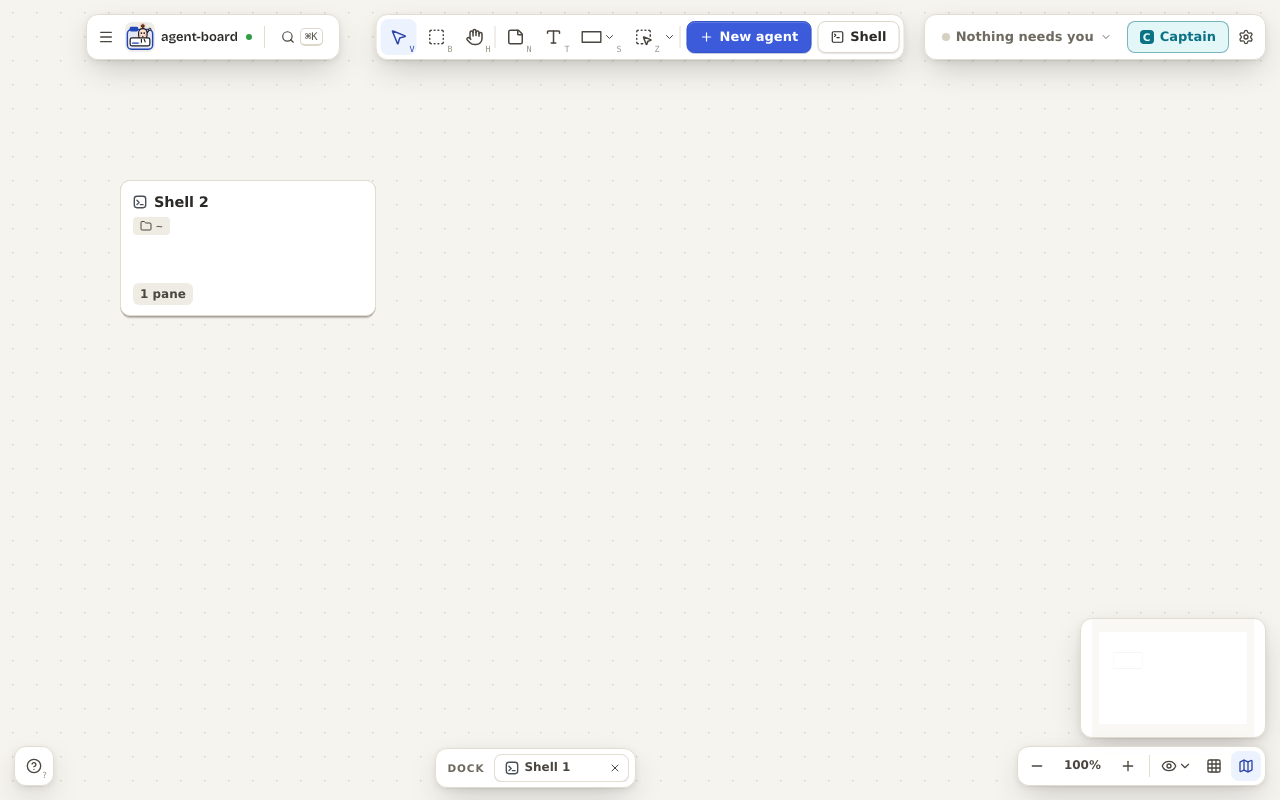 agent-board
⌘K
V
B
H
N
T
S
Z
New agent
Shell
Nothing needs you
C Captain
Shell 2
~
1 pane
?
DOCK
Shell 1
100%